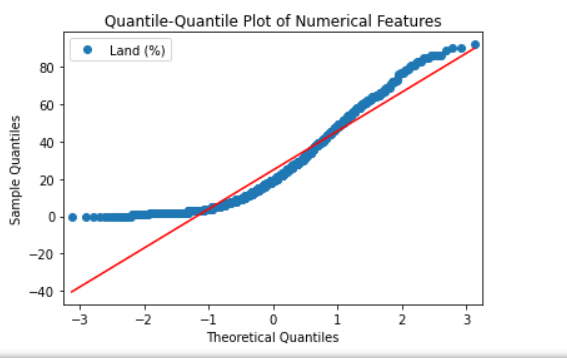 Quantile-Quantile Plot of Numerical Features
Land (%)
80
60
40
20
0
−20
−40
Sample Quantiles
−3 −2 −1 0 1 2 3
Theoretical Quantiles